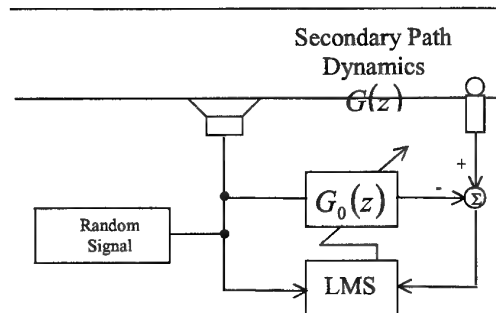 Secondary Path
Dynamics
G(z)
+
G₀(z)
-
Σ
Random
Signal
LMS